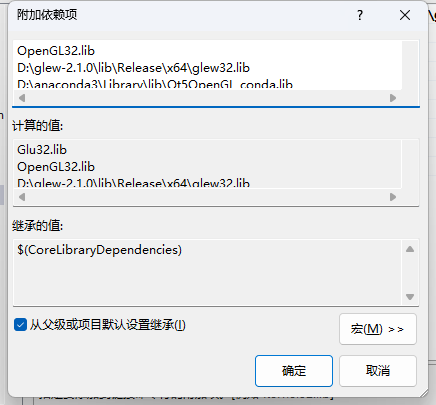 附加依赖项
OpenGL32.lib
D:\glew-2.1.0\lib\Release\x64\glew32.lib
D:\anaconda3\Library\lib\Qt5OpenGL_conda.lib
计算的值:
Glu32.lib
OpenGL32.lib
D:\glew-2.1.0\lib\Release\x64\glew32.lib
继承的值:
$(CoreLibraryDependencies)
从父级或项目默认设置继承(I)
宏(M) >>
确定
取消